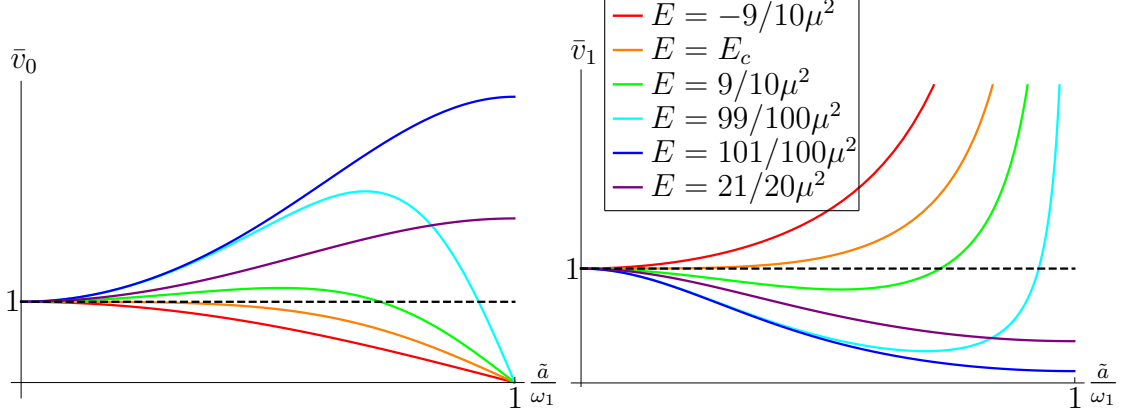 v̄₀
1
1
ã/ω₁
v̄₁
E = −9/10μ²
E = E_c
E = 9/10μ²
E = 99/100μ²
E = 101/100μ²
E = 21/20μ²
1
1
ã/ω₁